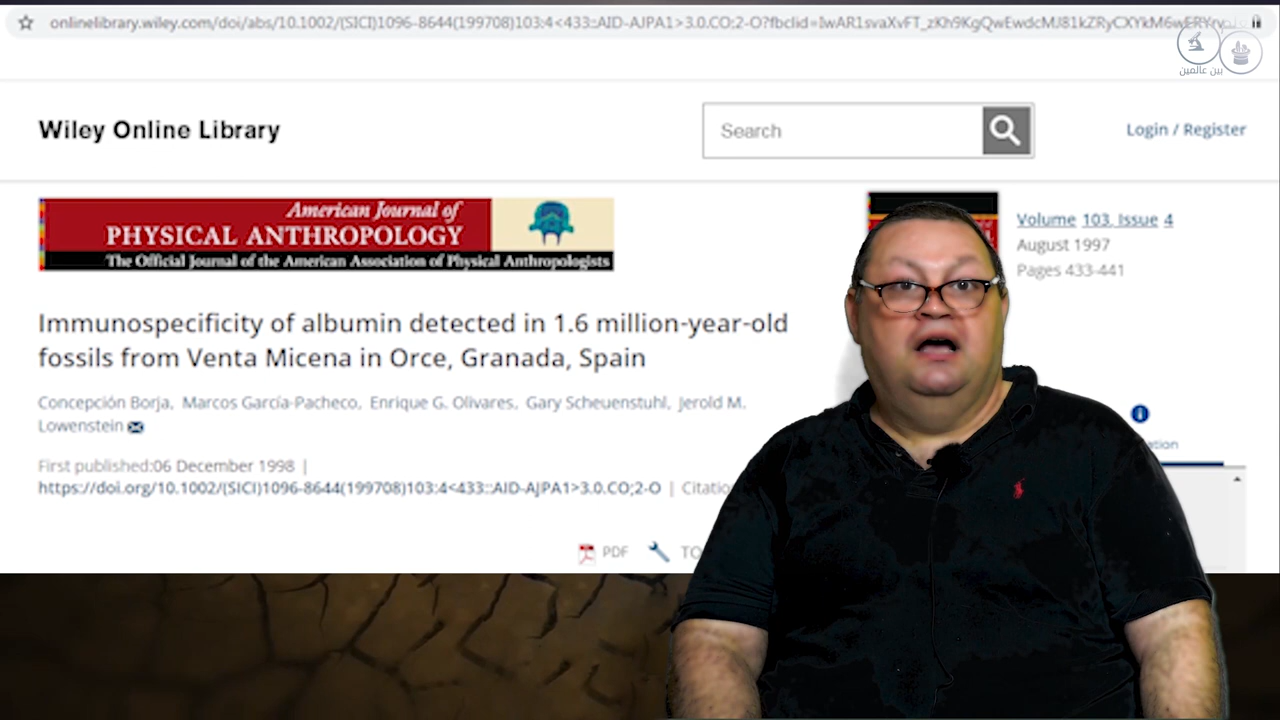 onlinelibrary.wiley.com/doi/abs/10.1002/(SICI)1096-8644(199708)103:4<433::AID-AJPA1>3.0.CO;2-O?fbclid=IwAR1svaXvFT_zKh9KgQwEwdcMJ81kZRyCXYkM6wERYry
بين عالمين
Wiley Online Library
Search
Login / Register
American Journal of
PHYSICAL ANTHROPOLOGY
The Official Journal of the American Association of Physical Anthropologists
Volume 103, Issue 4
August 1997
Pages 433-441
Immunospecificity of albumin detected in 1.6 million-year-old
fossils from Venta Micena in Orce, Granada, Spain
Concepción Borja, Marcos García-Pacheco, Enrique G. Olivares, Gary Scheuenstuhl, Jerold M.
Lowenstein
First published:06 December 1998 |
https://doi.org/10.1002/(SICI)1096-8644(199708)103:4<433::AID-AJPA1>3.0.CO;2-O | Citatio
PDF
TO